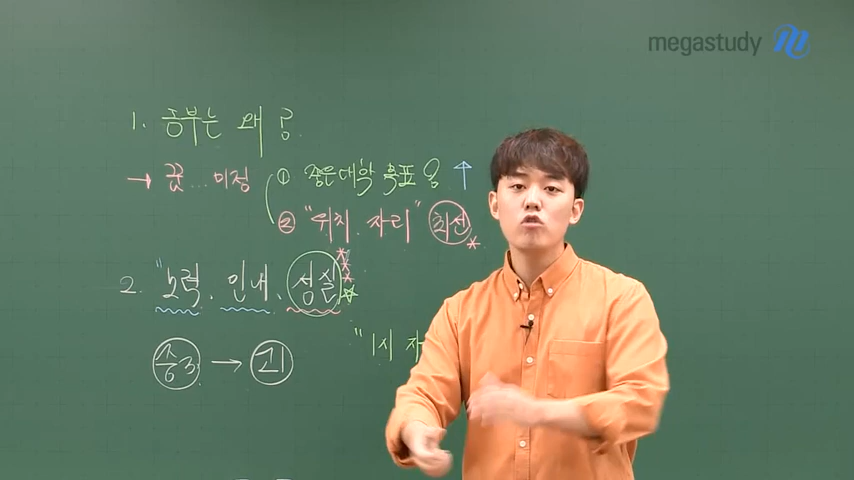 megastudy
1. 공부는 왜?
→ 꿈... 미정 ① 좋은대학 목표 ↑
② "위치 자리" 최선 *
2. "노력, 인내, 성실
중3 → 고1
"1시